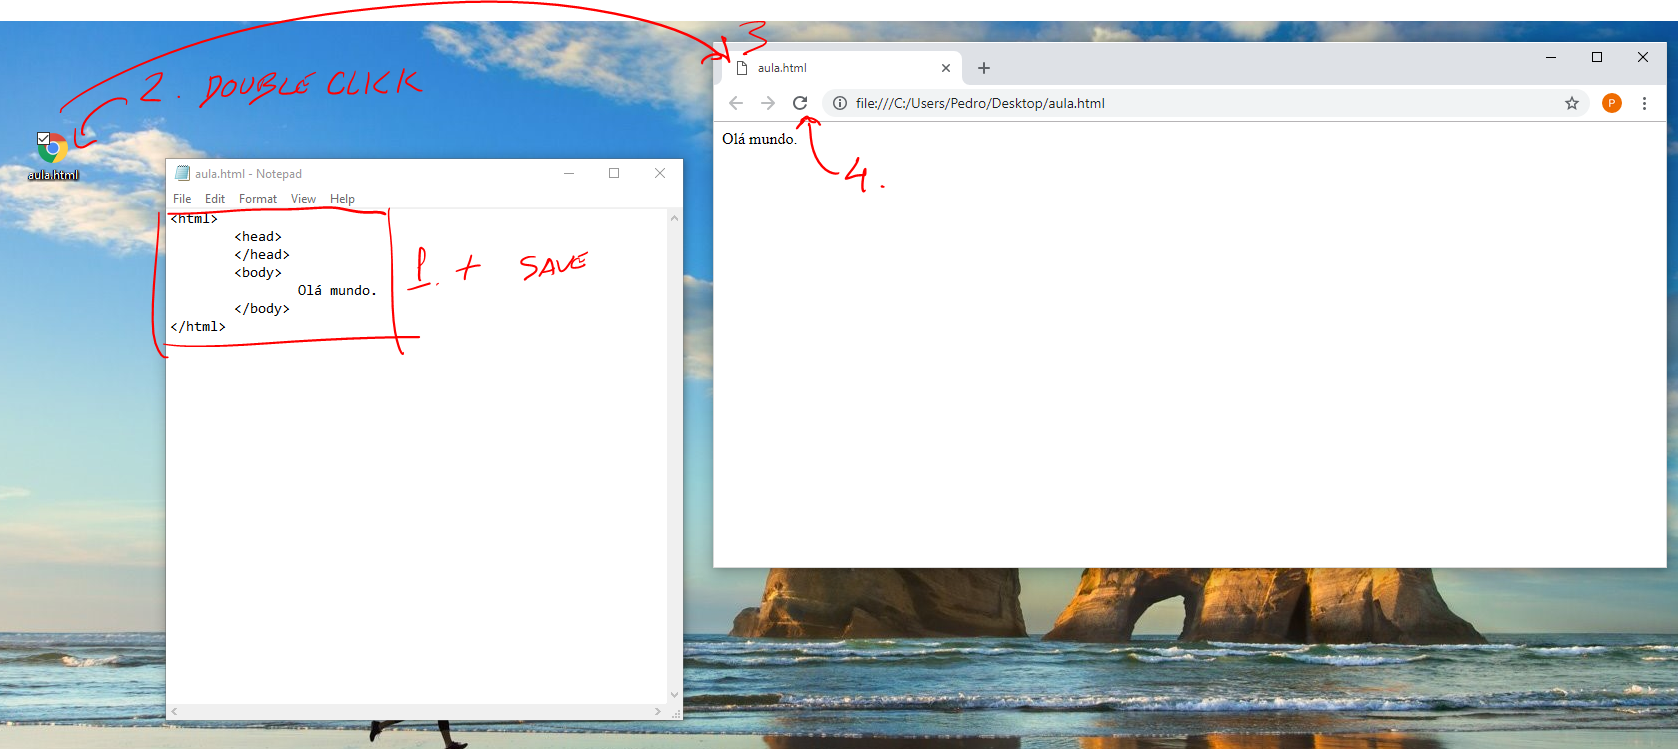 3
aula.html
2. DOUBLE CLICK
file:///C:/Users/Pedro/Desktop/aula.html
P
Olá mundo.
4.
aula.html
aula.html - Notepad
File Edit Format View Help
<html>
<head>
</head>
<body>
Olá mundo.
</body>
</html>
1. + SAVE